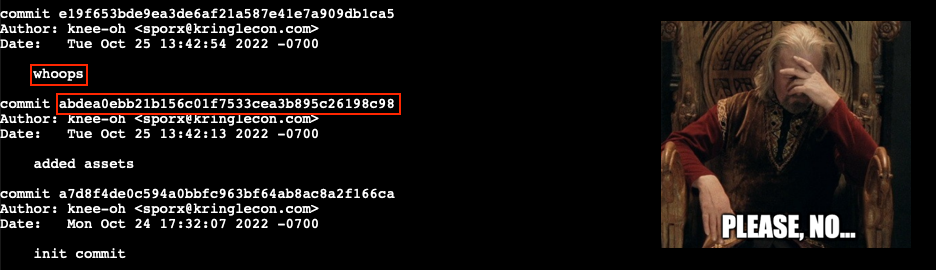 commit e19f653bde9ea3de6af21a587e41e7a909db1ca5
Author: knee-oh <sporx@kringlecon.com>
Date:   Tue Oct 25 13:42:54 2022 -0700
whoops
commit abdea0ebb21b156c01f7533cea3b895c26198c98
Author: knee-oh <sporx@kringlecon.com>
Date:   Tue Oct 25 13:42:13 2022 -0700
added assets
commit a7d8f4de0c594a0bbfc963bf64ab8ac8a2f166ca
Author: knee-oh <sporx@kringlecon.com>
Date:   Mon Oct 24 17:32:07 2022 -0700
init commit
PLEASE, NO...